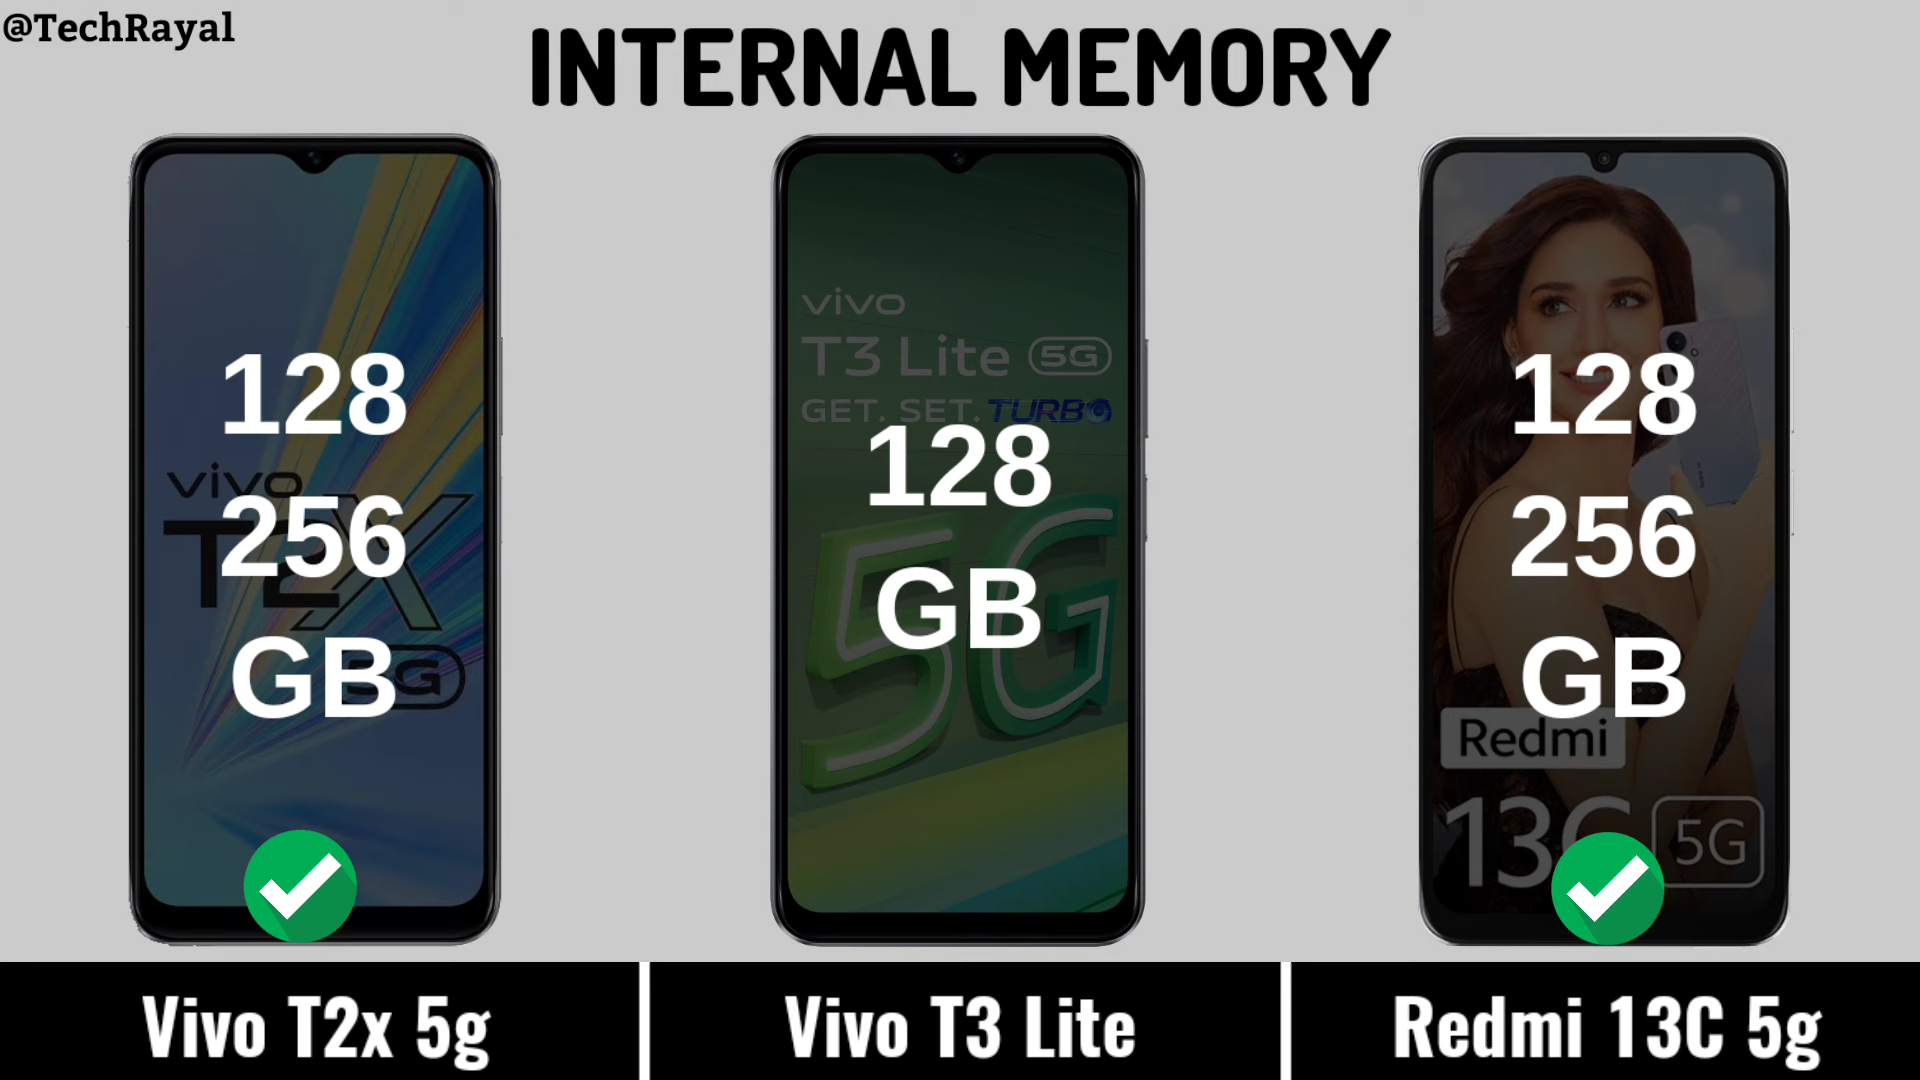 @TechRayal
INTERNAL MEMORY
vivo
T2X
5G
128
256
GB
vivo
T3 Lite 5G
GET. SET. TURBO
5G
128
GB
128
256
GB
Redmi
13C 5G
Vivo T2x 5g
Vivo T3 Lite
Redmi 13C 5g